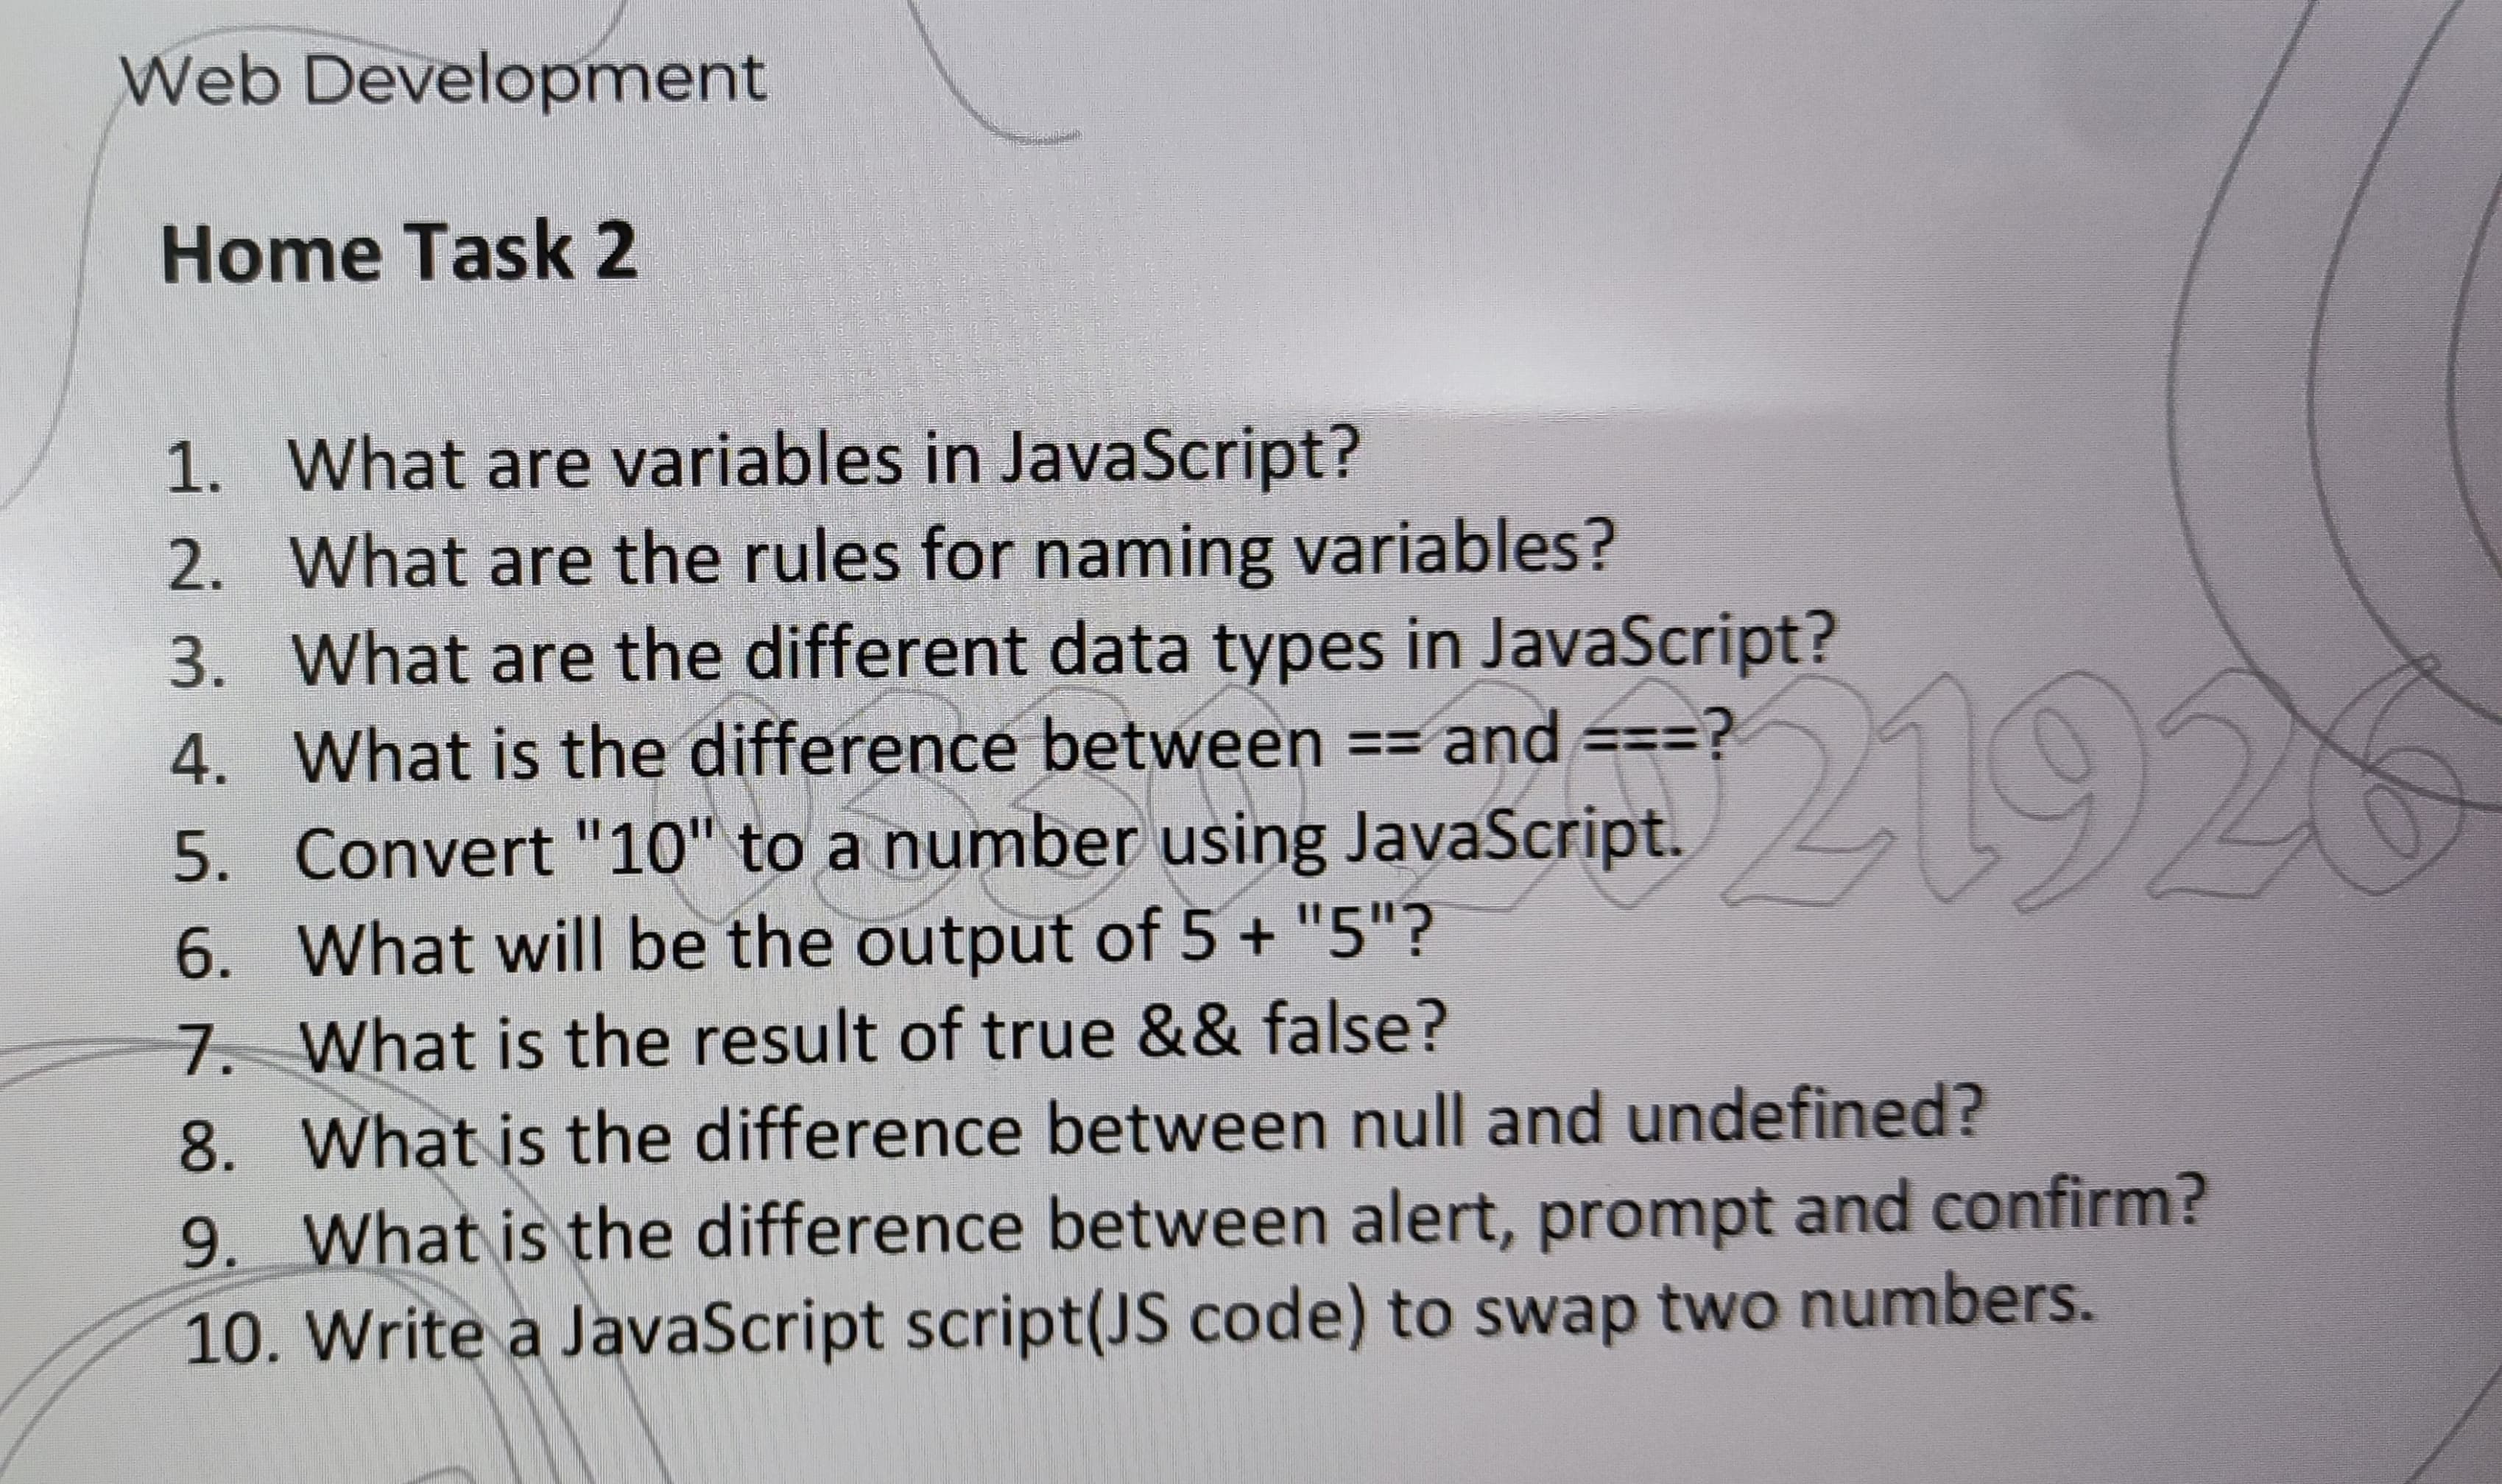 Web Development
Home Task 2
1. What are variables in JavaScript?
2. What are the rules for naming variables?
3. What are the different data types in JavaScript?
4. What is the difference between == and ===?
5. Convert "10" to a number using JavaScript.
6. What will be the output of 5 + "5"?
7. What is the result of true && false?
8. What is the difference between null and undefined?
9. What is the difference between alert, prompt and confirm?
10. Write a JavaScript script(JS code) to swap two numbers.